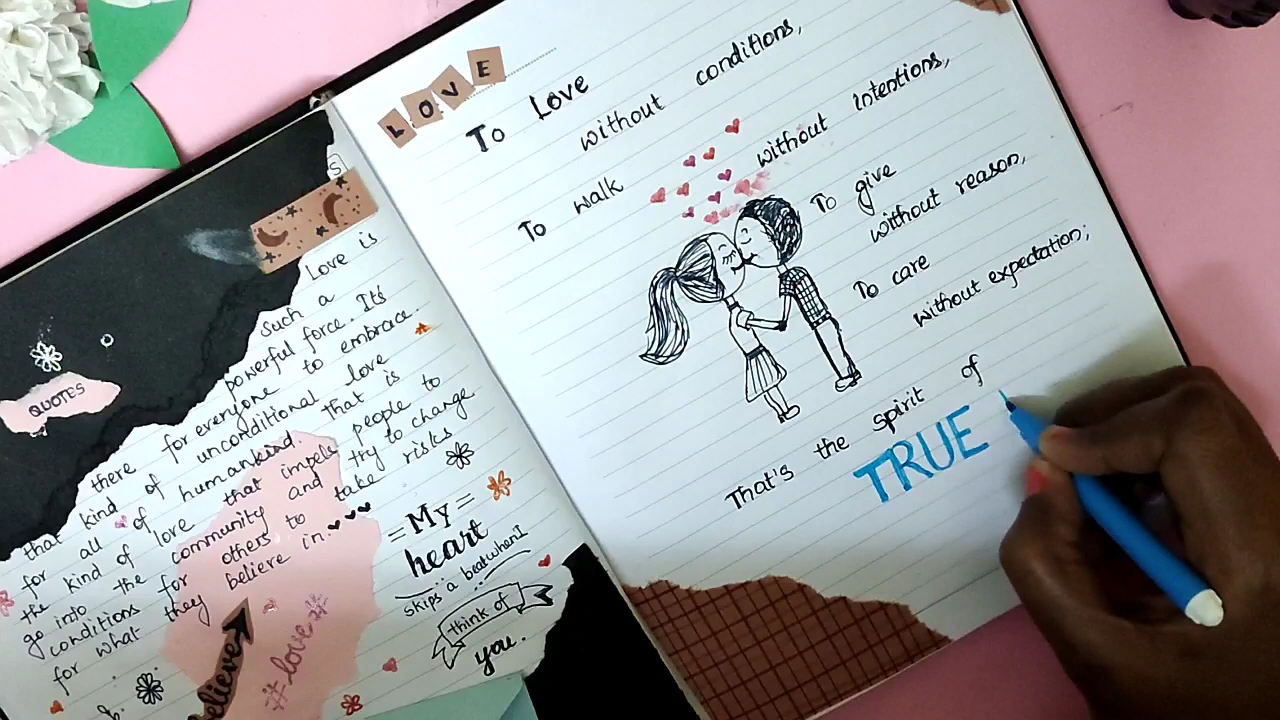 S
Love is
such a
powerful force. It's
there for everyone to embrace.
that kind of unconditional love
for all of humankind. That is
the kind of love that impels people to
go into the community and try to change
conditions for others to take risks
for what they believe in.
QUOTES
=My=
heart
skips a beat when I
think of
you.
believe
#love#
LOVE
To Love
without conditions,
To walk
without intentions,
To give
without reason,
To care
without expectation;
That's the spirit of
TRUE